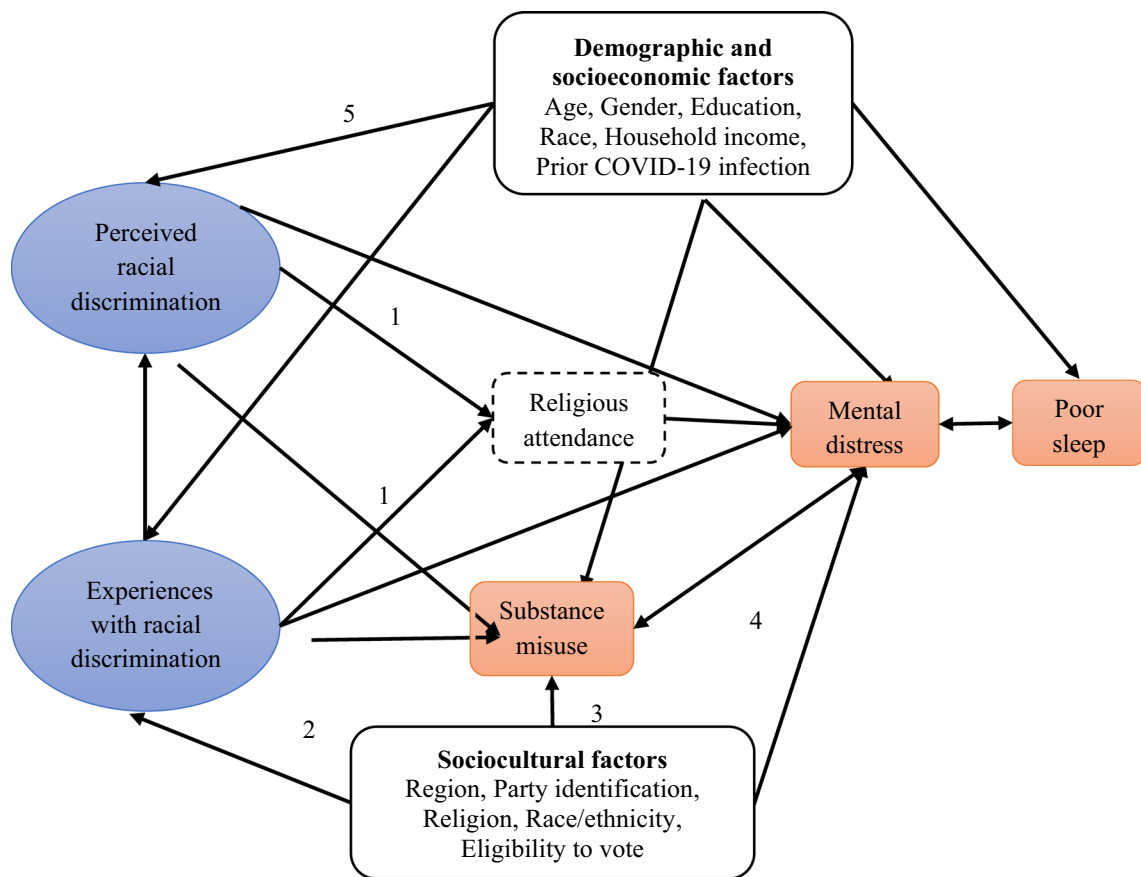 Demographic and
socioeconomic factors
Age, Gender, Education,
Race, Household income,
Prior COVID-19 infection
5
Perceived
racial
discrimination
1
Religious
attendance
Mental
distress
Poor
sleep
1
Experiences
with racial
discrimination
Substance
misuse
4
2
3
Sociocultural factors
Region, Party identification,
Religion, Race/ethnicity,
Eligibility to vote